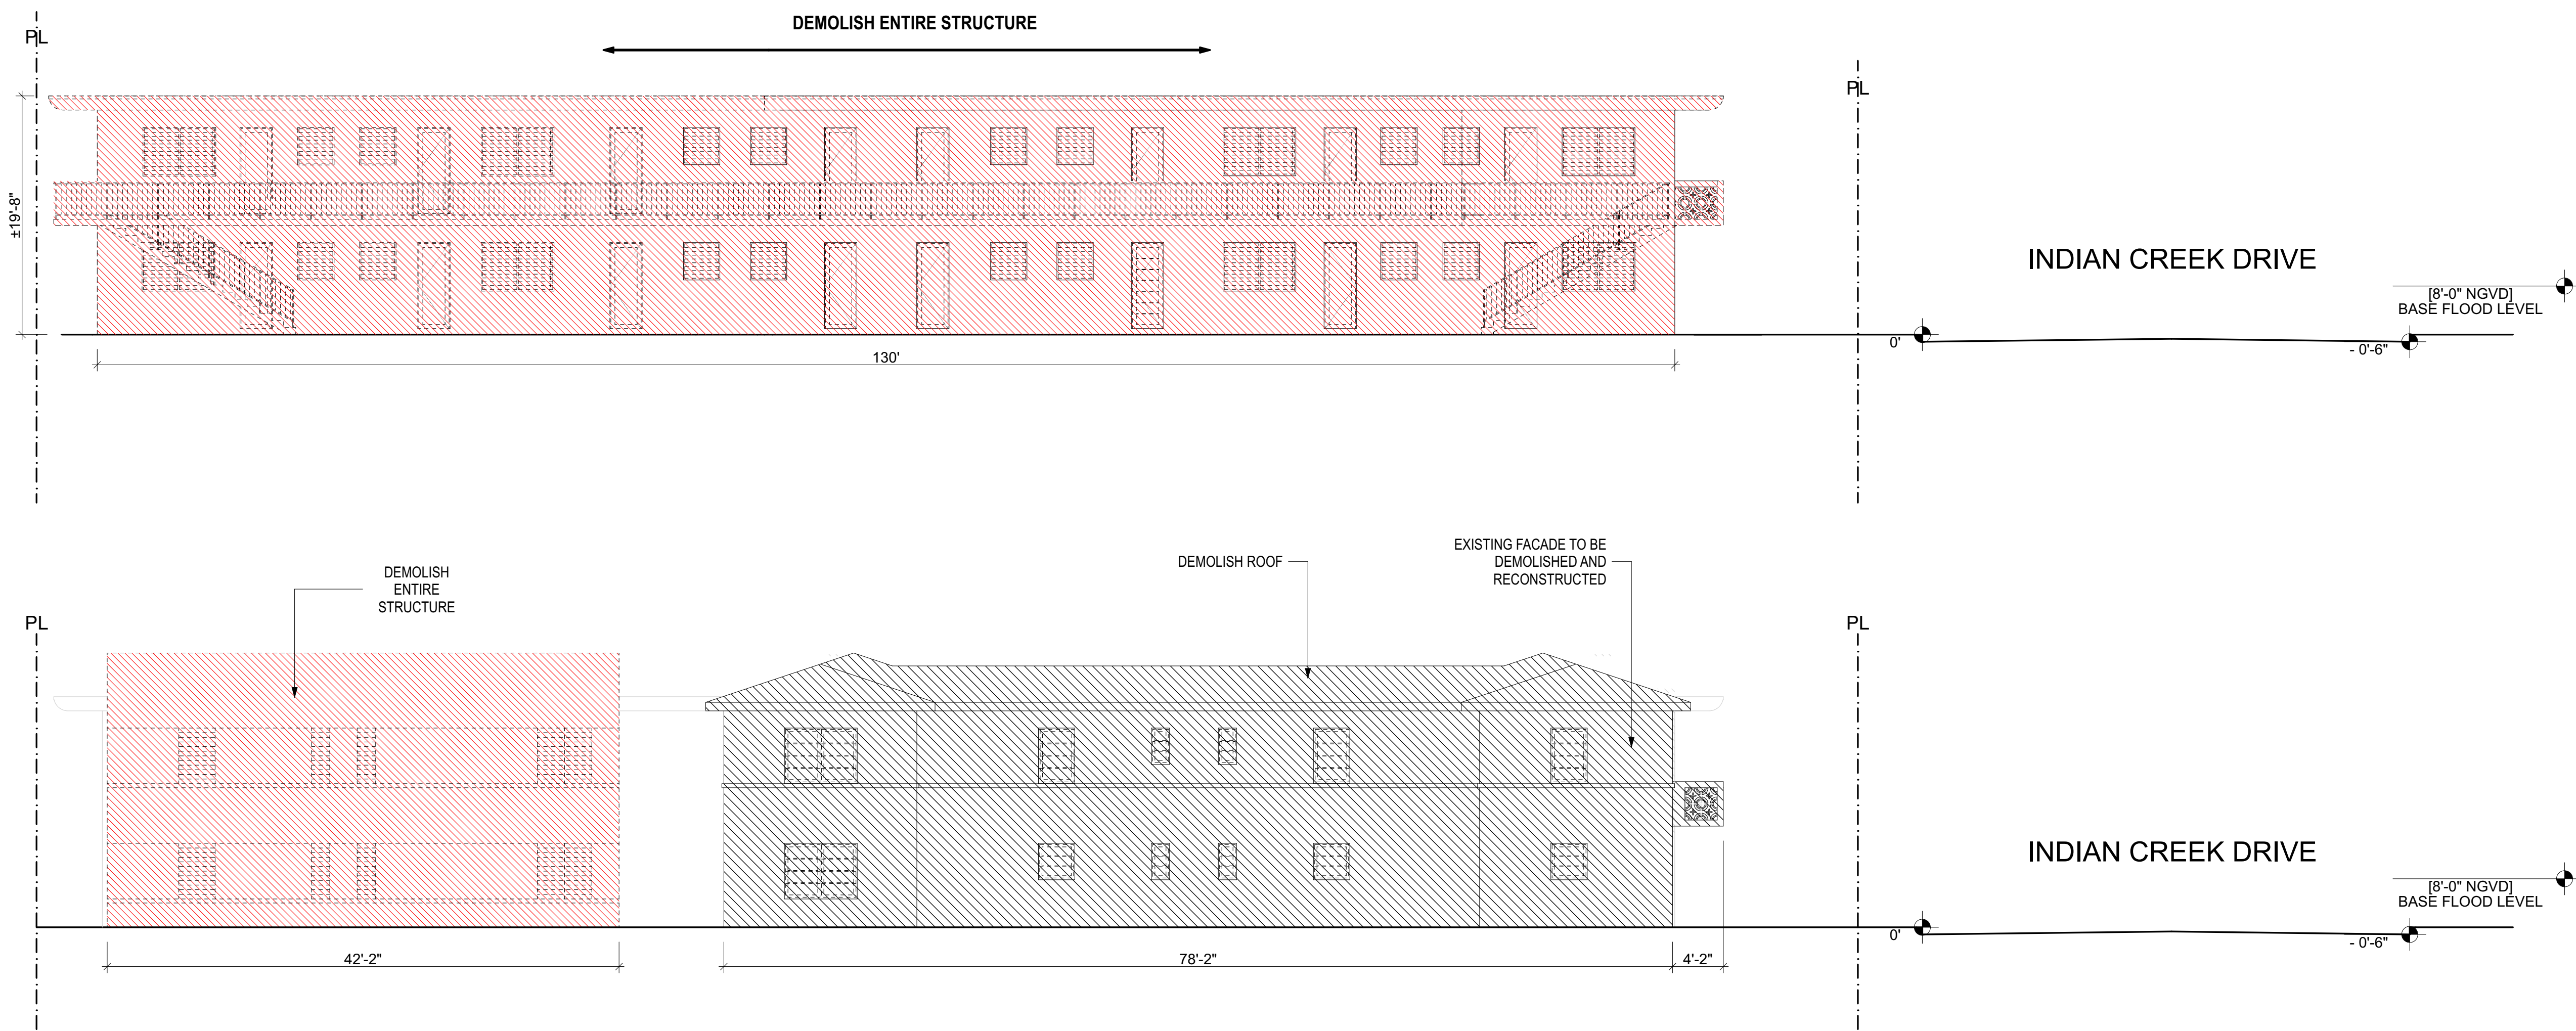 DEMOLISH ENTIRE STRUCTURE
PL
PL
±19'-8"
INDIAN CREEK DRIVE
[8'-0" NGVD]
BASE FLOOD LEVEL
0'
- 0'-6"
130'
EXISTING FACADE TO BE
DEMOLISHED AND
RECONSTRUCTED
DEMOLISH ROOF
DEMOLISH
ENTIRE
STRUCTURE
PL
PL
INDIAN CREEK DRIVE
[8'-0" NGVD]
BASE FLOOD LEVEL
0'
- 0'-6"
42'-2"
78'-2"
4'-2"